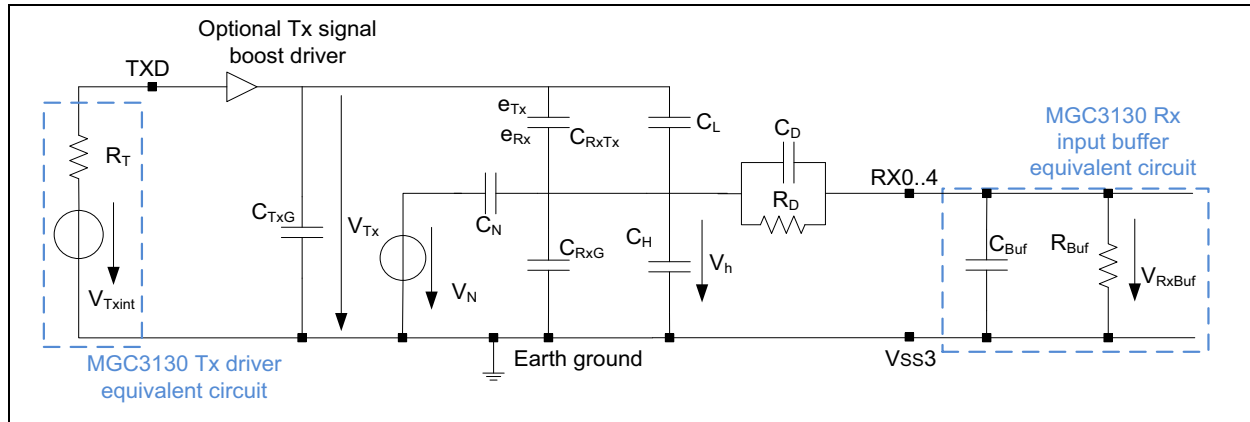 Optional Tx signal
boost driver
TXD
R_T
V_Txint
MGC3130 Tx driver
equivalent circuit
C_TxG
V_Tx
e_Tx
e_Rx
C_RxTx
C_L
C_N
V_N
C_RxG
C_H
V_h
Earth ground
C_D
R_D
RX0..4
VSS3
MGC3130 Rx
input buffer
equivalent circuit
C_Buf
R_Buf
V_RxBuf